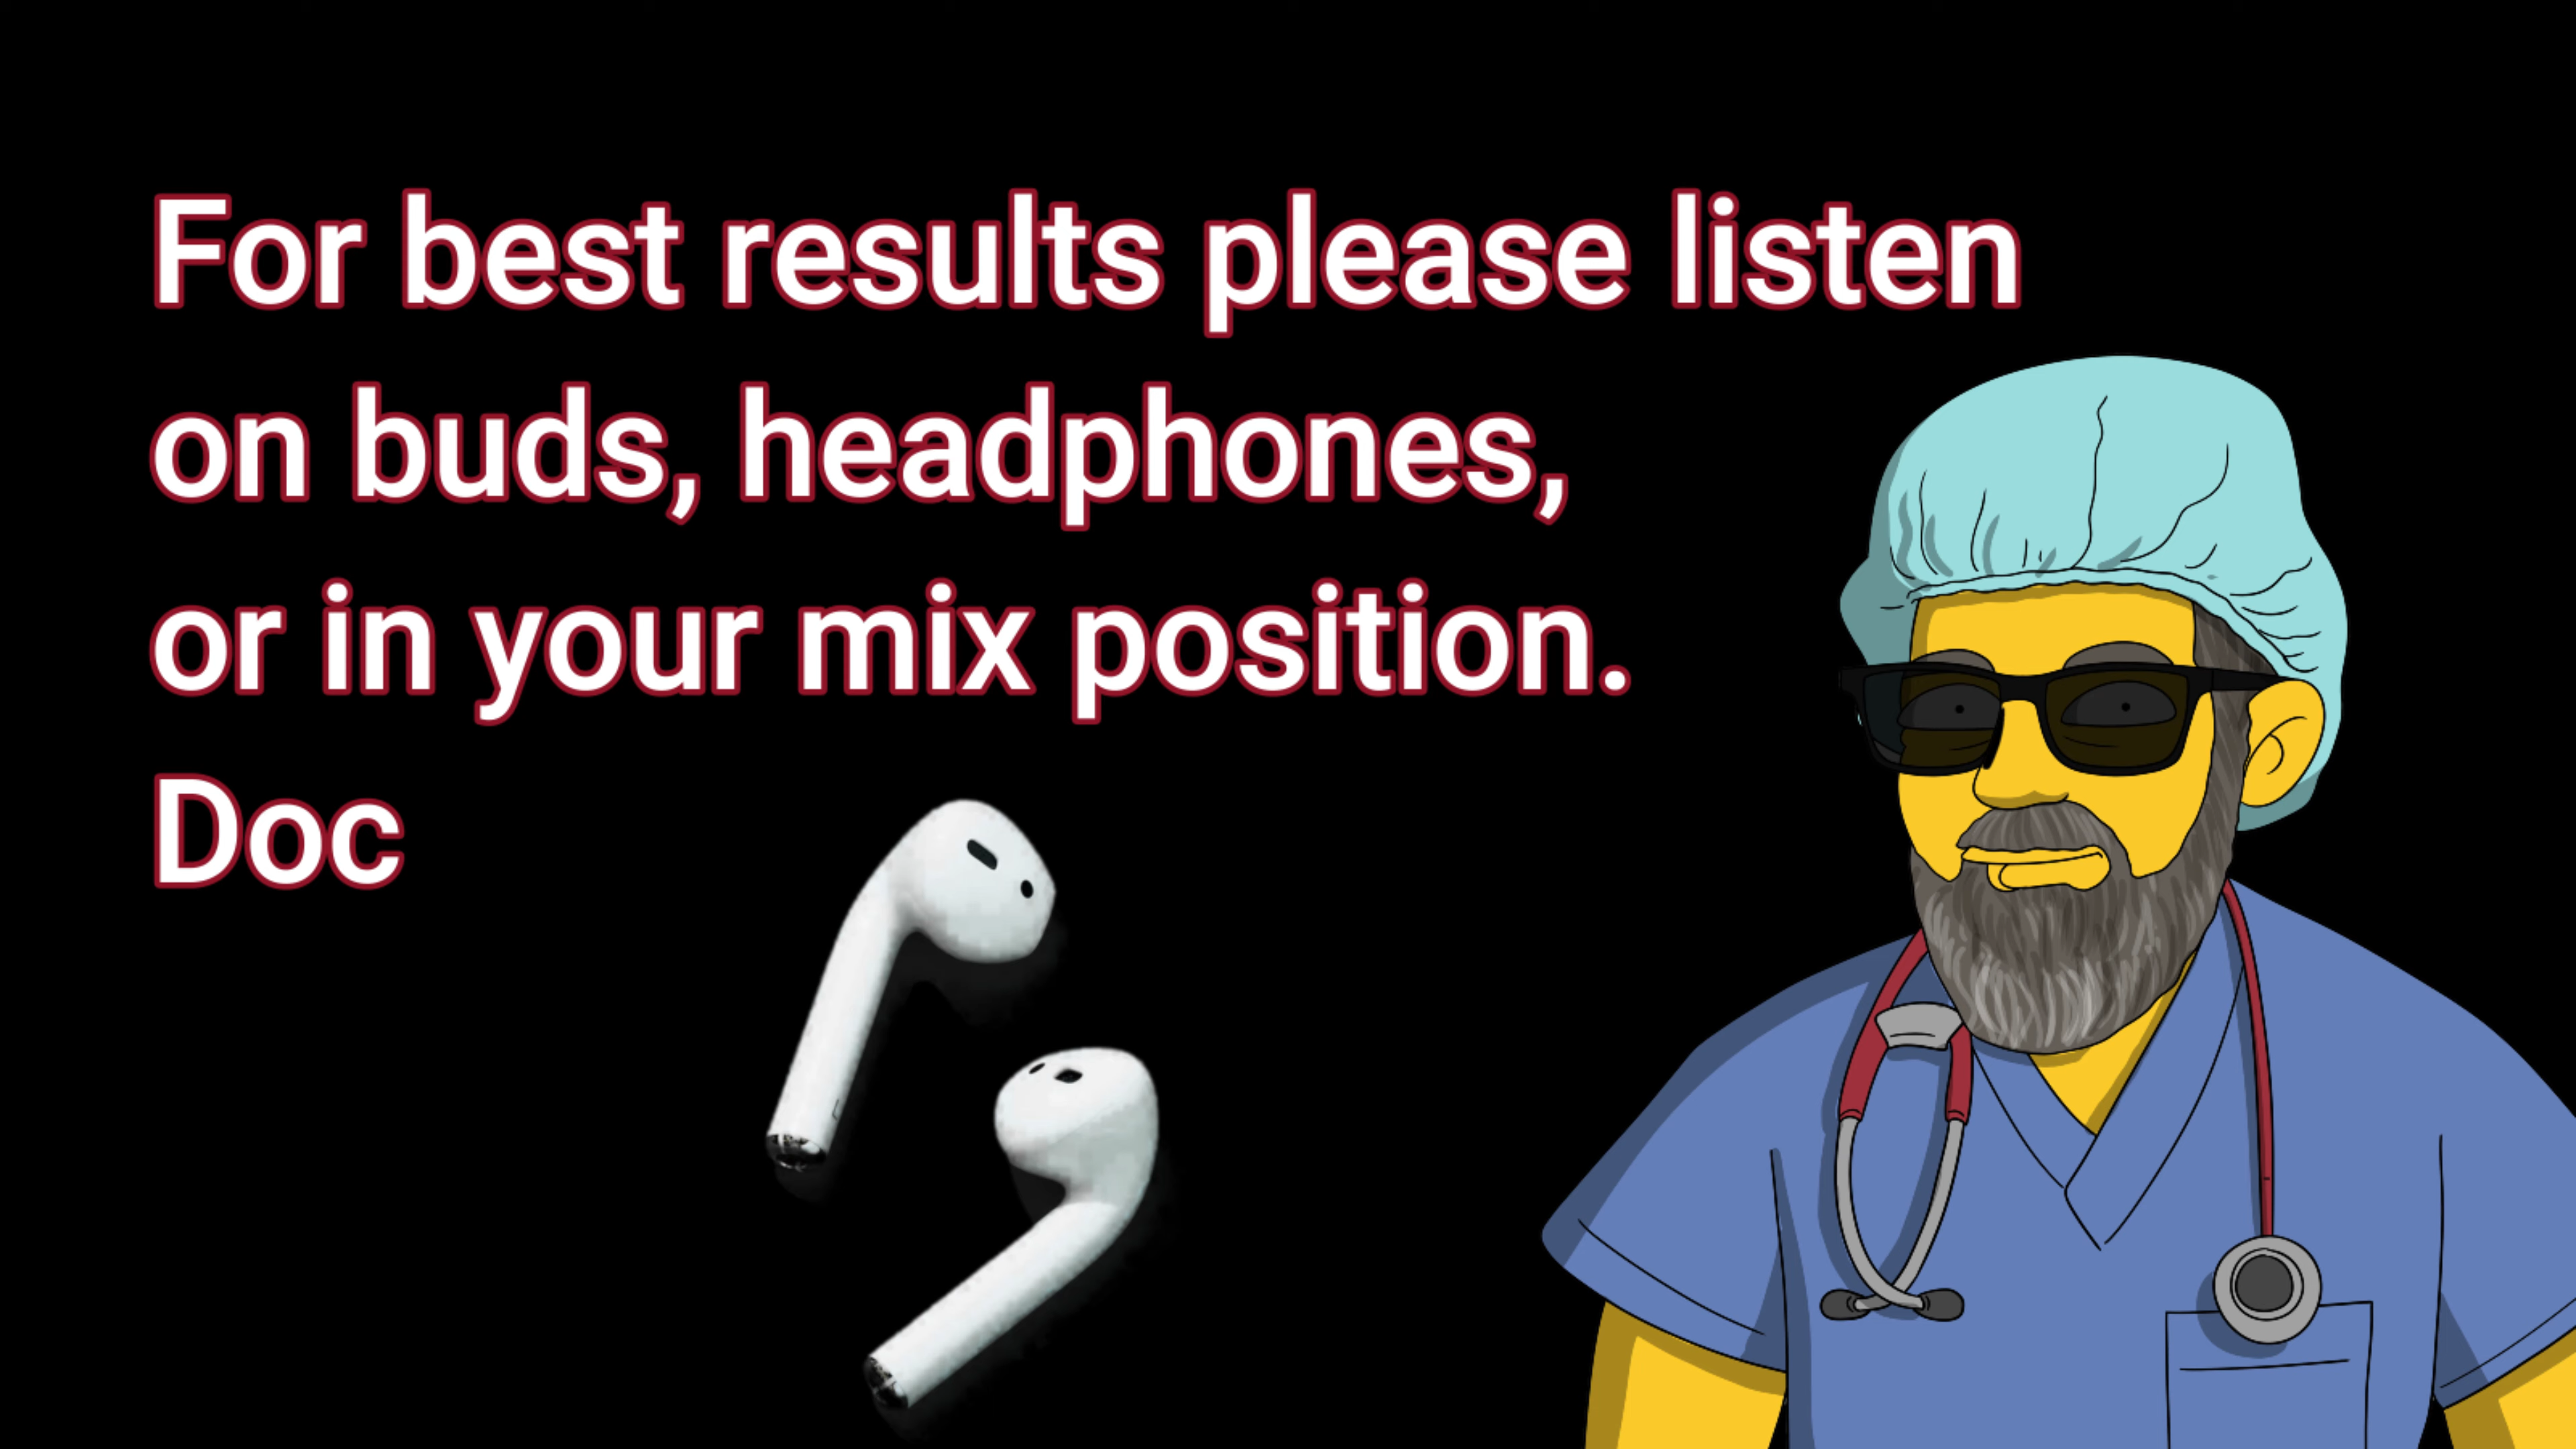 For best results please listen
on buds, headphones,
or in your mix position.
Doc